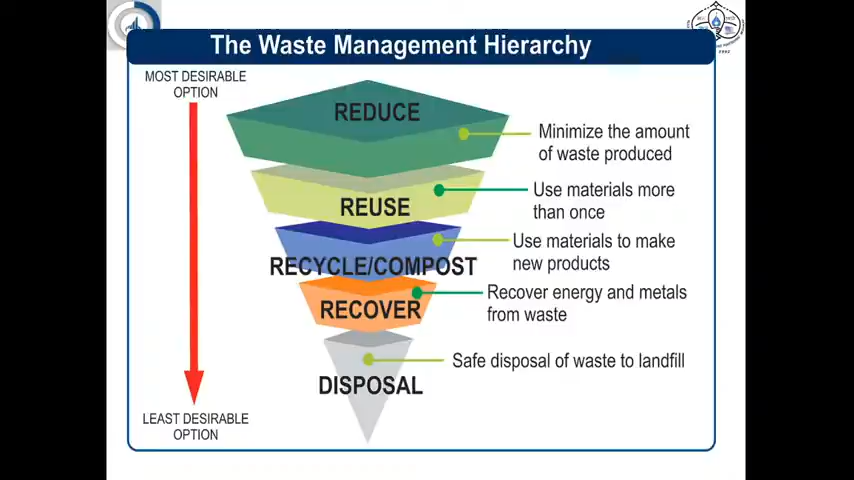 The Waste Management Hierarchy
MOST DESIRABLE
OPTION
REDUCE
Minimize the amount
of waste produced
REUSE
Use materials more
than once
RECYCLE/COMPOST
Use materials to make
new products
RECOVER
Recover energy and metals
from waste
DISPOSAL
Safe disposal of waste to landfill
LEAST DESIRABLE
OPTION